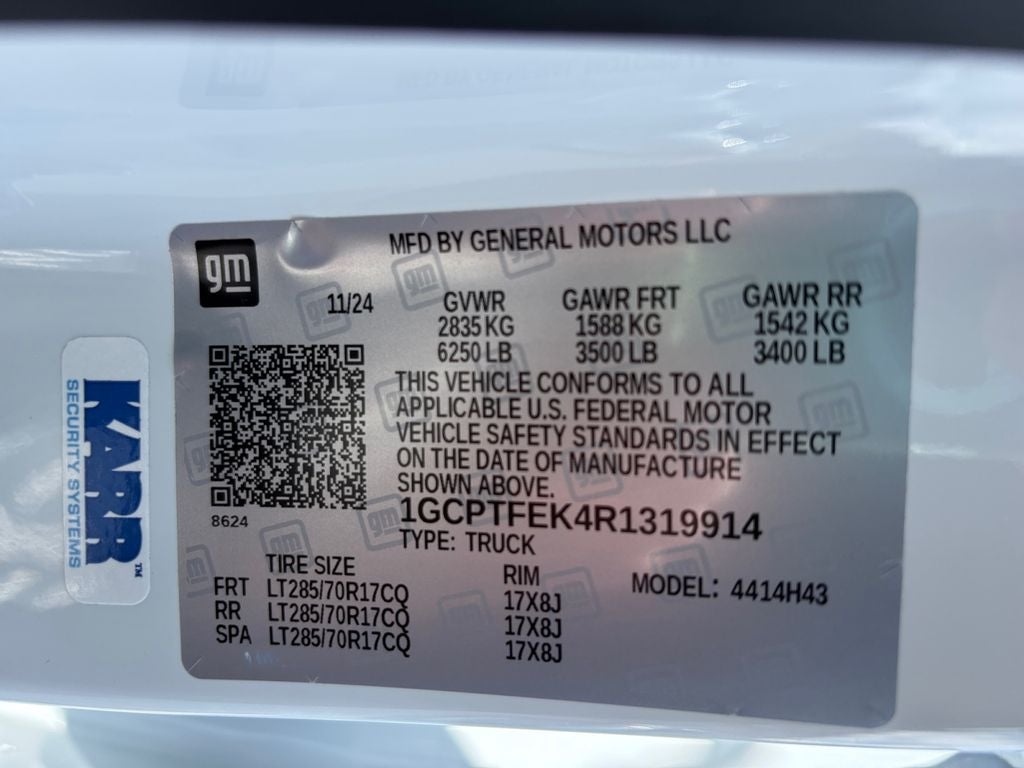 MFD BY GENERAL MOTORS LLC
gm
11/24
GVWR GAWR FRT GAWR RR
2835 KG 1588 KG 1542 KG
6250 LB 3500 LB 3400 LB
THIS VEHICLE CONFORMS TO ALL
APPLICABLE U.S. FEDERAL MOTOR
VEHICLE SAFETY STANDARDS IN EFFECT
ON THE DATE OF MANUFACTURE
SHOWN ABOVE.
8624
1GCPTFEK4R1319914
TYPE: TRUCK
TIRE SIZE RIM MODEL: 4414H43
FRT LT285/70R17CQ 17X8J
RR LT285/70R17CQ 17X8J
SPA LT285/70R17CQ 17X8J
KARR™
SECURITY SYSTEMS